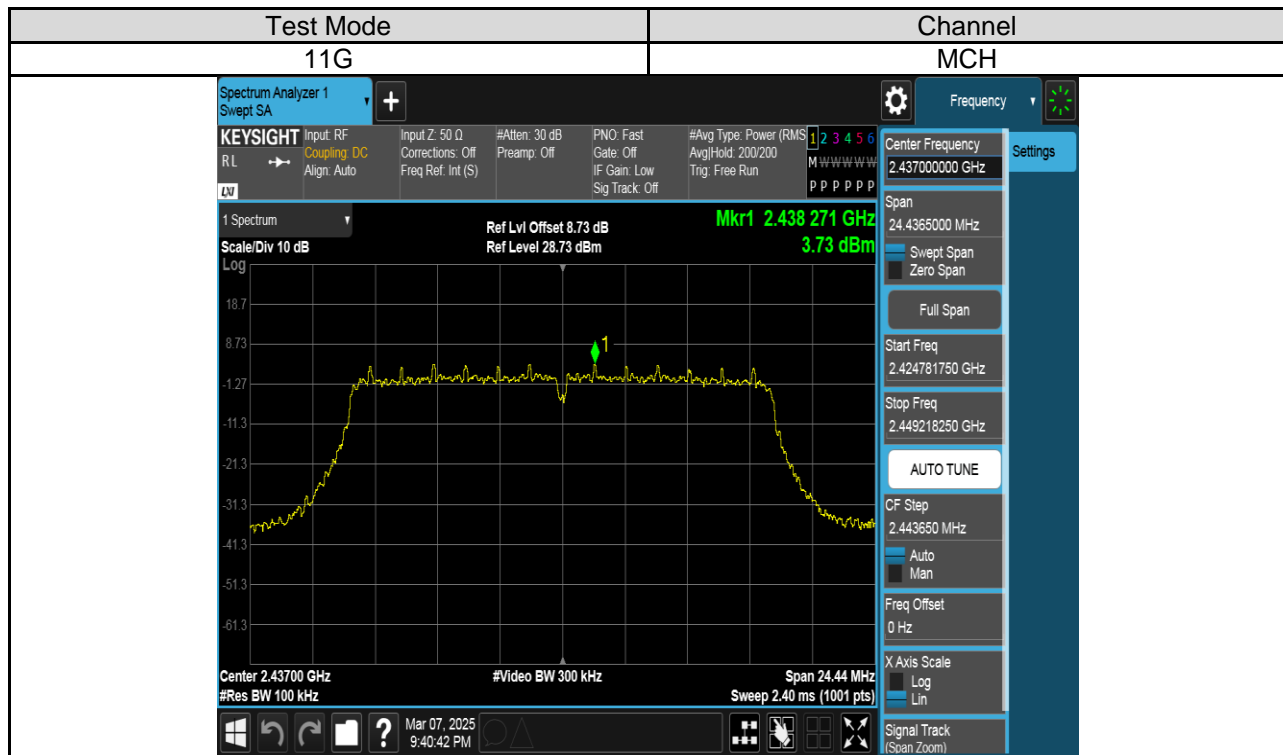 Test Mode Channel
11G MCH
Spectrum Analyzer 1
Swept SA
+
Frequency
KEYSIGHT Input: RF Input Z: 50 Ω #Atten: 30 dB PNO: Fast #Avg Type: Power (RMS 1 2 3 4 5 6
RL Coupling: DC Corrections: Off Preamp: Off Gate: Off Avg|Hold: 200/200 M W W W W W
Align: Auto Freq Ref: Int (S) IF Gain: Low Trig: Free Run
LXI Sig Track: Off P P P P P P
1 Spectrum
Scale/Div 10 dB
Ref Lvl Offset 8.73 dB
Ref Level 28.73 dBm
Mkr1 2.438 271 GHz
3.73 dBm
Log
18.7
8.73
-1.27
-11.3
-21.3
-31.3
-41.3
-51.3
-61.3
1
Center 2.43700 GHz #Video BW 300 kHz Span 24.44 MHz
#Res BW 100 kHz Sweep 2.40 ms (1001 pts)
Center Frequency
2.437000000 GHz
Settings
Span
24.4365000 MHz
Swept Span
Zero Span
Full Span
Start Freq
2.424781750 GHz
Stop Freq
2.449218250 GHz
AUTO TUNE
CF Step
2.443650 MHz
Auto
Man
Freq Offset
0 Hz
X Axis Scale
Log
Lin
Signal Track
(Span Zoom)
?
Mar 07, 2025
9:40:42 PM